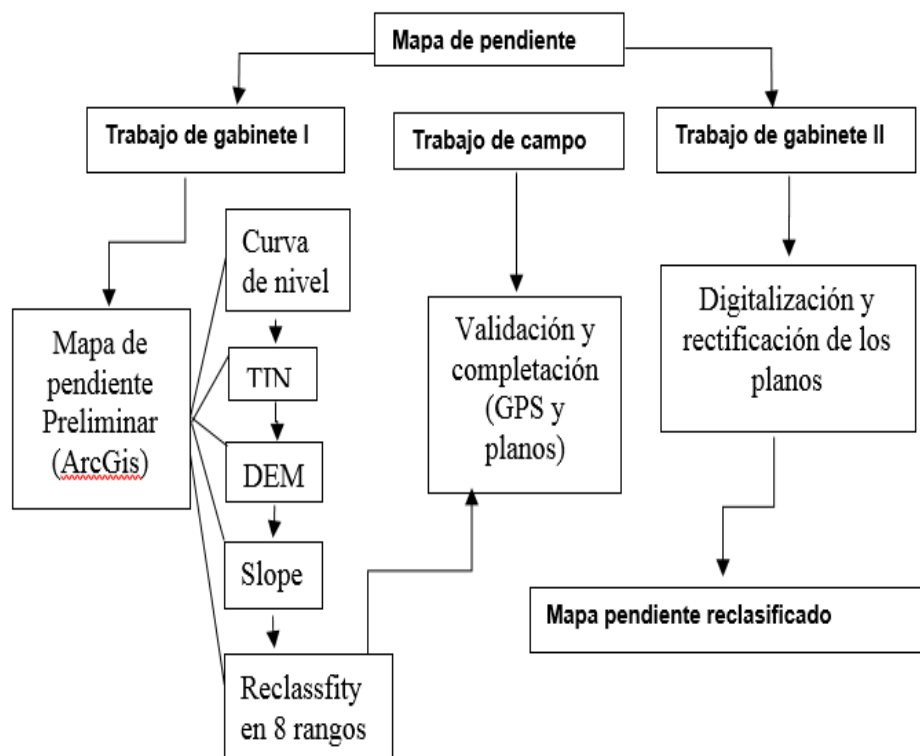 Mapa de pendiente
Trabajo de gabinete I
Trabajo de campo
Trabajo de gabinete II
Curva
de nivel
TIN
DEM
Slope
Reclassfity
en 8 rangos
Mapa de
pendiente
Preliminar
(ArcGis)
Validación y
completación
(GPS y
planos)
Digitalización y
rectificación de los
planos
Mapa pendiente reclasificado